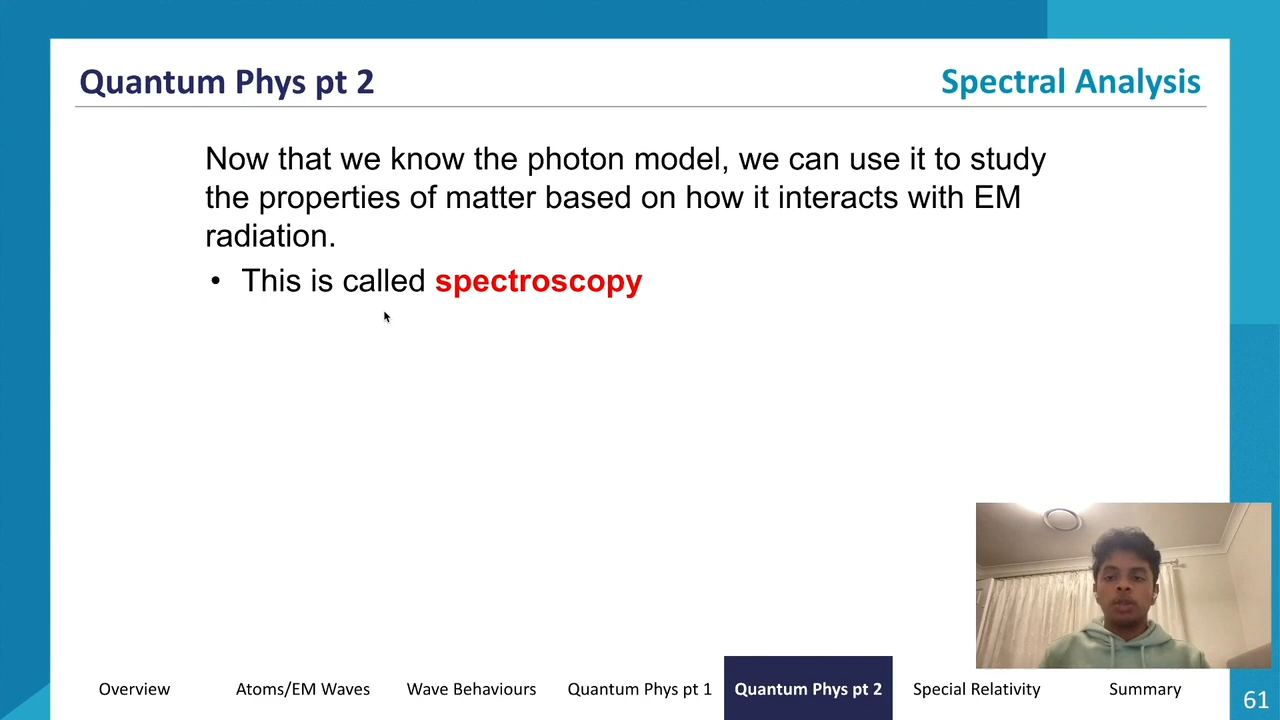 Quantum Phys pt 2
Spectral Analysis
Now that we know the photon model, we can use it to study
the properties of matter based on how it interacts with EM
radiation.
• This is called spectroscopy
Overview
Atoms/EM Waves
Wave Behaviours
Quantum Phys pt 1
Quantum Phys pt 2
Special Relativity
Summary
61